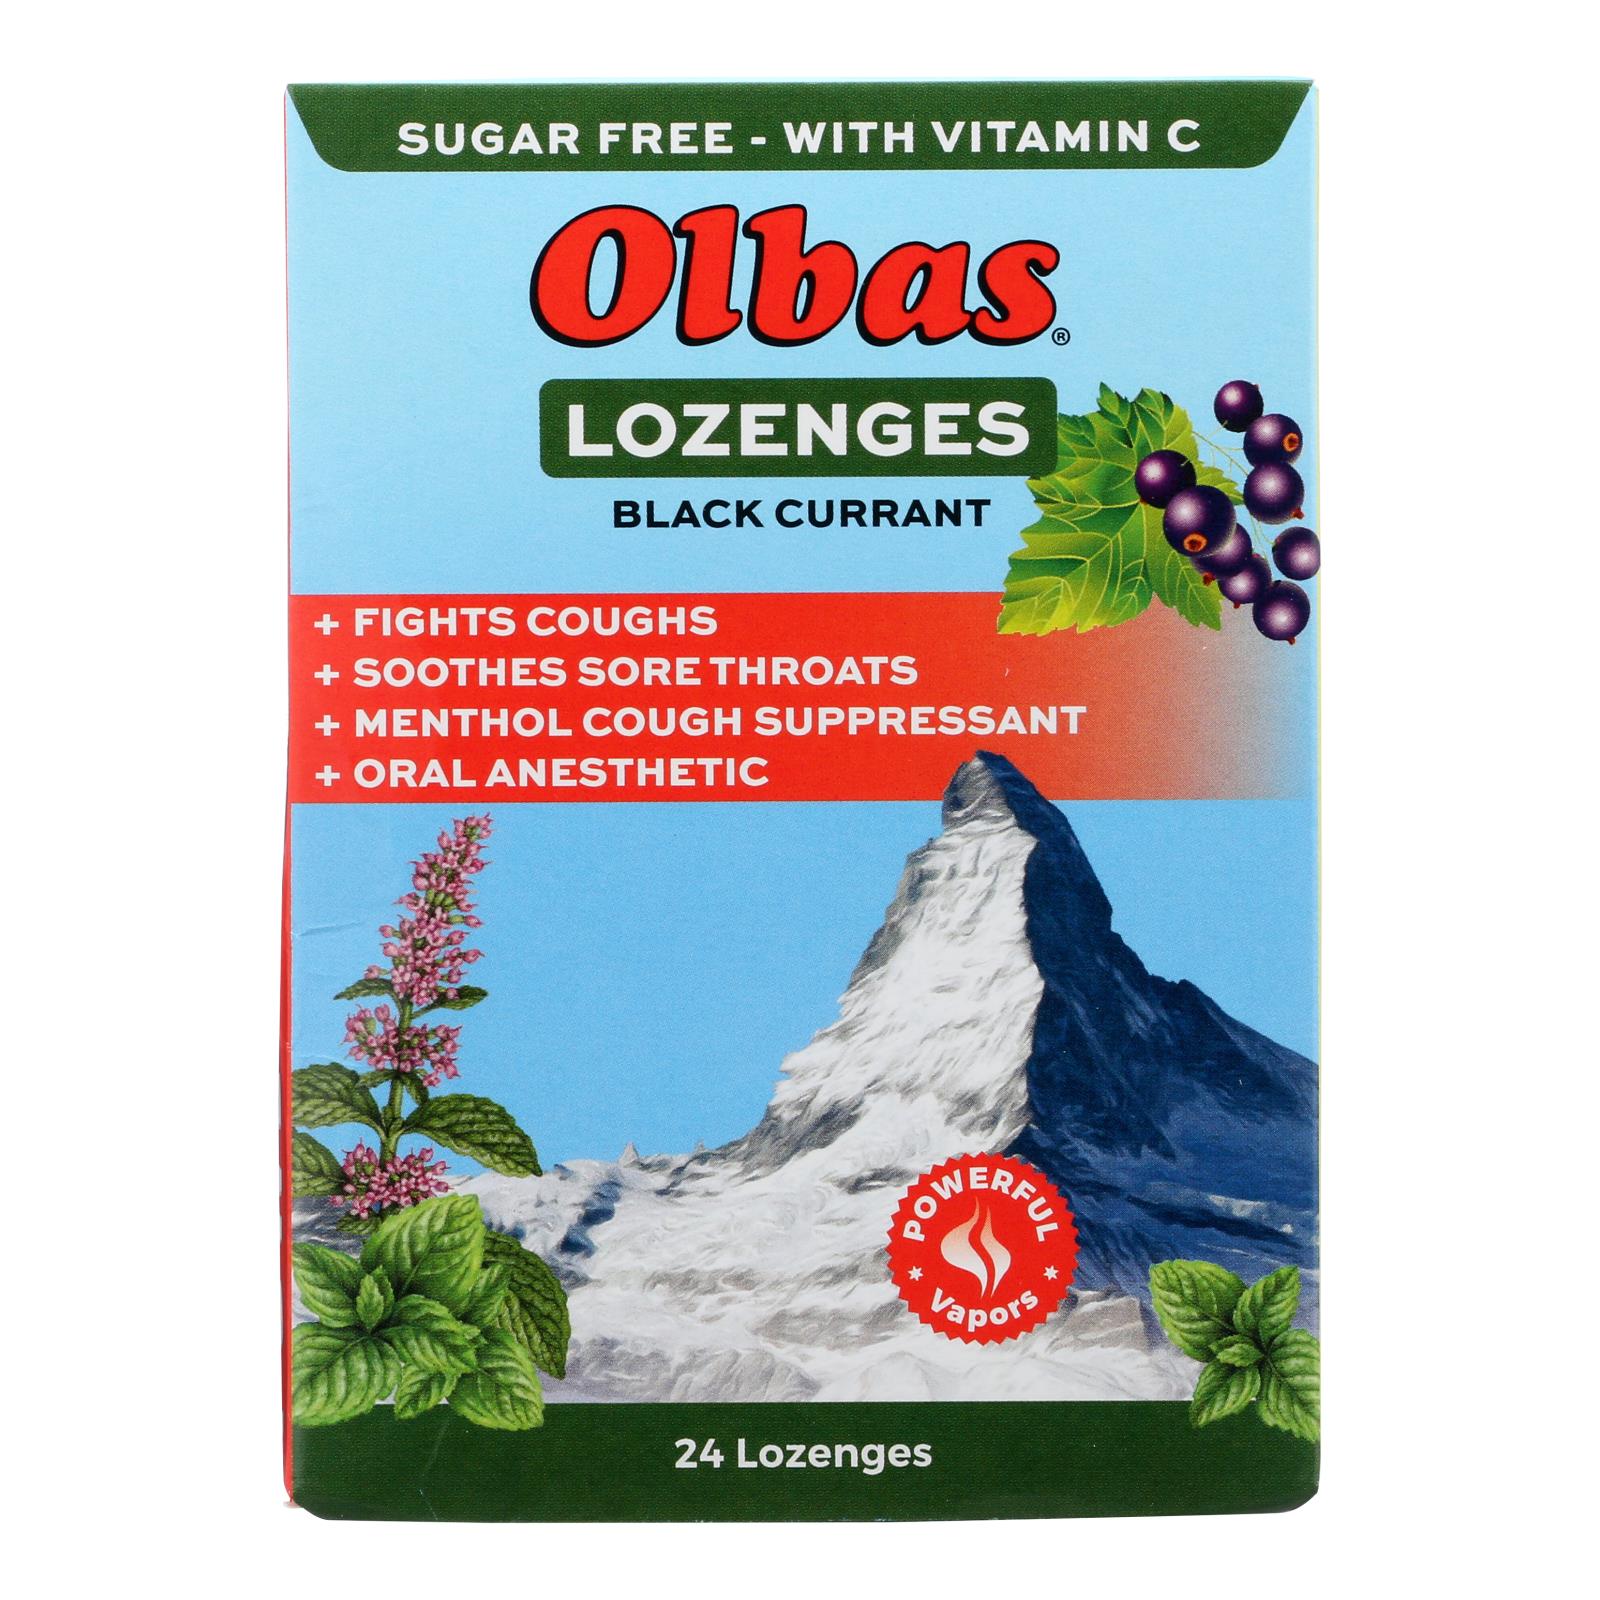 SUGAR FREE - WITH VITAMIN C
Olbas®
LOZENGES
BLACK CURRANT
+ FIGHTS COUGHS
+ SOOTHES SORE THROATS
+ MENTHOL COUGH SUPPRESSANT
+ ORAL ANESTHETIC
POWERFUL
Vapors
24 Lozenges